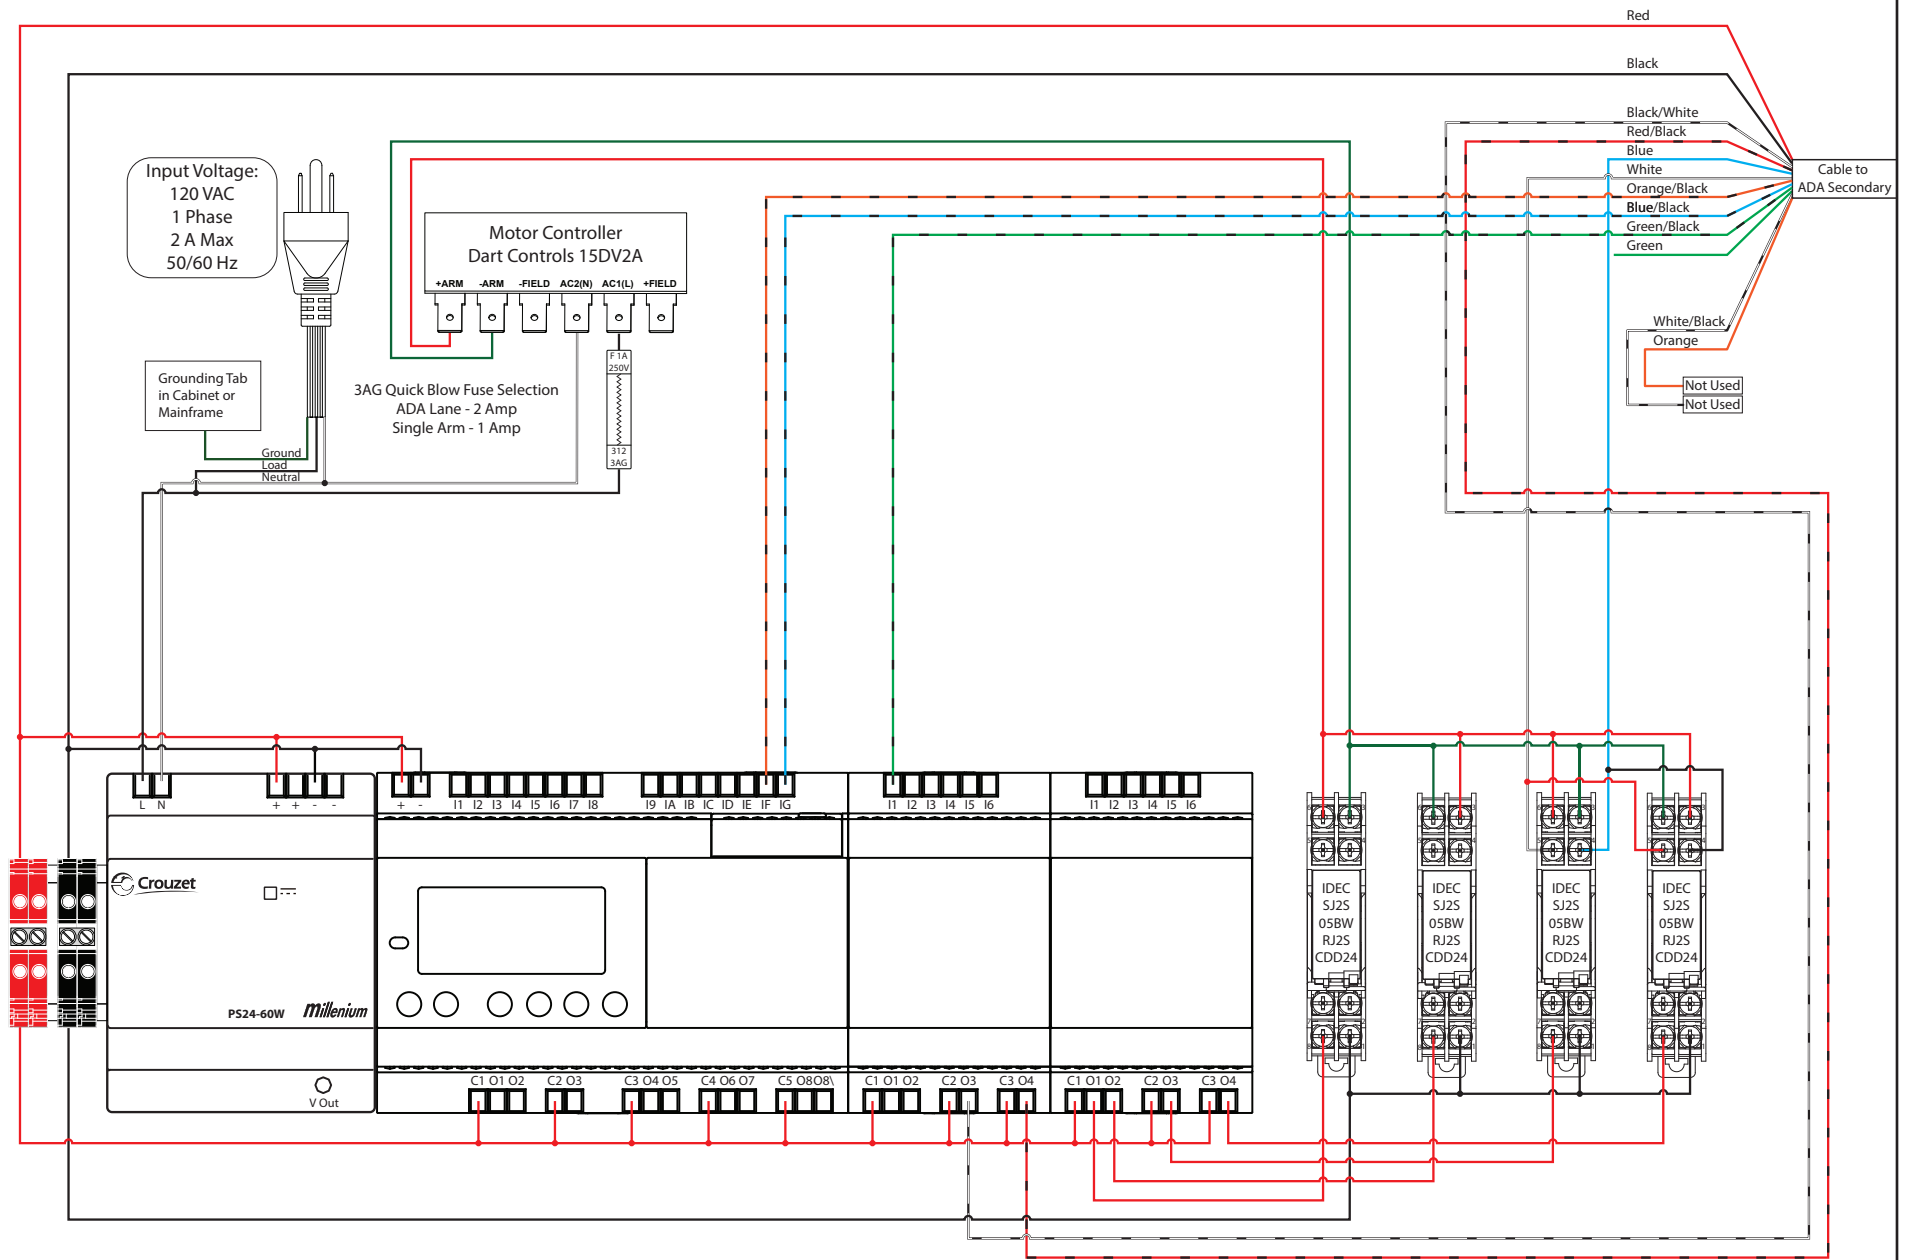 Red
Black
Black/White
Red/Black
Blue
White
Orange/Black
Blue/Black
Green/Black
Green
Cable to
ADA Secondary
White/Black
Orange
Not Used
Not Used
Input Voltage:
120 VAC
1 Phase
2 A Max
50/60 Hz
Motor Controller
Dart Controls 15DV2A
+ARM -ARM -FIELD AC2(N) AC1(L) +FIELD
F 1A
250V
312
3AG
3AG Quick Blow Fuse Selection
ADA Lane - 2 Amp
Single Arm - 1 Amp
Grounding Tab
in Cabinet or
Mainframe
Ground
Load
Neutral
L N + + - -
+ - I1 I2 I3 I4 I5 I6 I7 I8 I9 IA IB IC ID IE IF IG
I1 I2 I3 I4 I5 I6
I1 I2 I3 I4 I5 I6
Crouzet
PS24-60W millenium
V Out
IDEC
SJ2S
05BW
RJ2S
CDD24
IDEC
SJ2S
05BW
RJ2S
CDD24
IDEC
SJ2S
05BW
RJ2S
CDD24
IDEC
SJ2S
05BW
RJ2S
CDD24
C1 O1 O2 C2 O3 C3 O4 O5 C4 O6 O7 C5 O8O8\
C1 O1 O2 C2 O3 C3 O4
C1 O1 O2 C2 O3 C3 O4